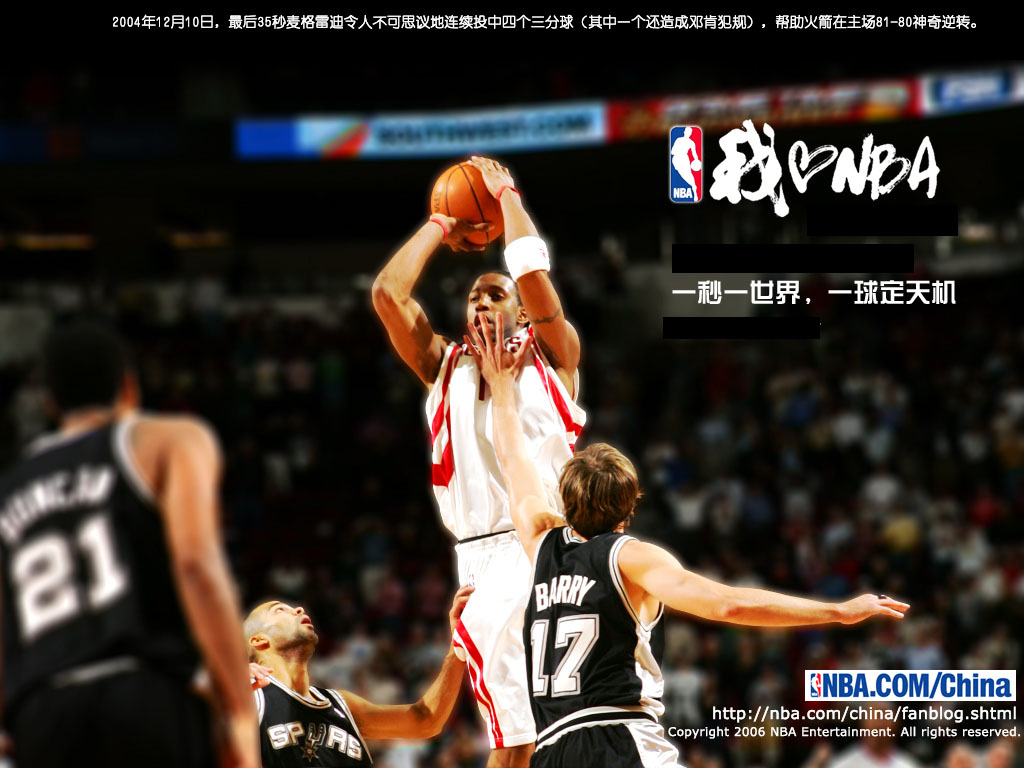 2004年12月10日，最后35秒麦格雷迪令人不可思议地连续投中四个三分球（其中一个还造成邓肯犯规），帮助火箭在主场81-80神奇逆转。
SOUTHWEST.COM
NBA
我♡NBA
一秒一世界，一球定天机
DUNCAN
21
BARRY
17
SPURS
NBA.COM/China
http://nba.com/china/fanblog.shtml
Copyright 2006 NBA Entertainment. All rights reserved.